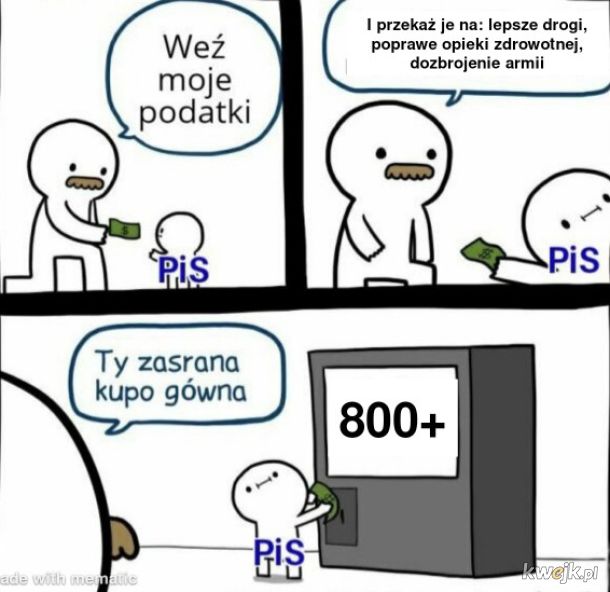 Weź
moje
podatki
PiS
I przekaż je na: lepsze drogi,
poprawe opieki zdrowotnej,
dozbrojenie armii
PiS
Ty zasrana
kupo gówna
800+
PiS
ade with mematic
kwejk.pl